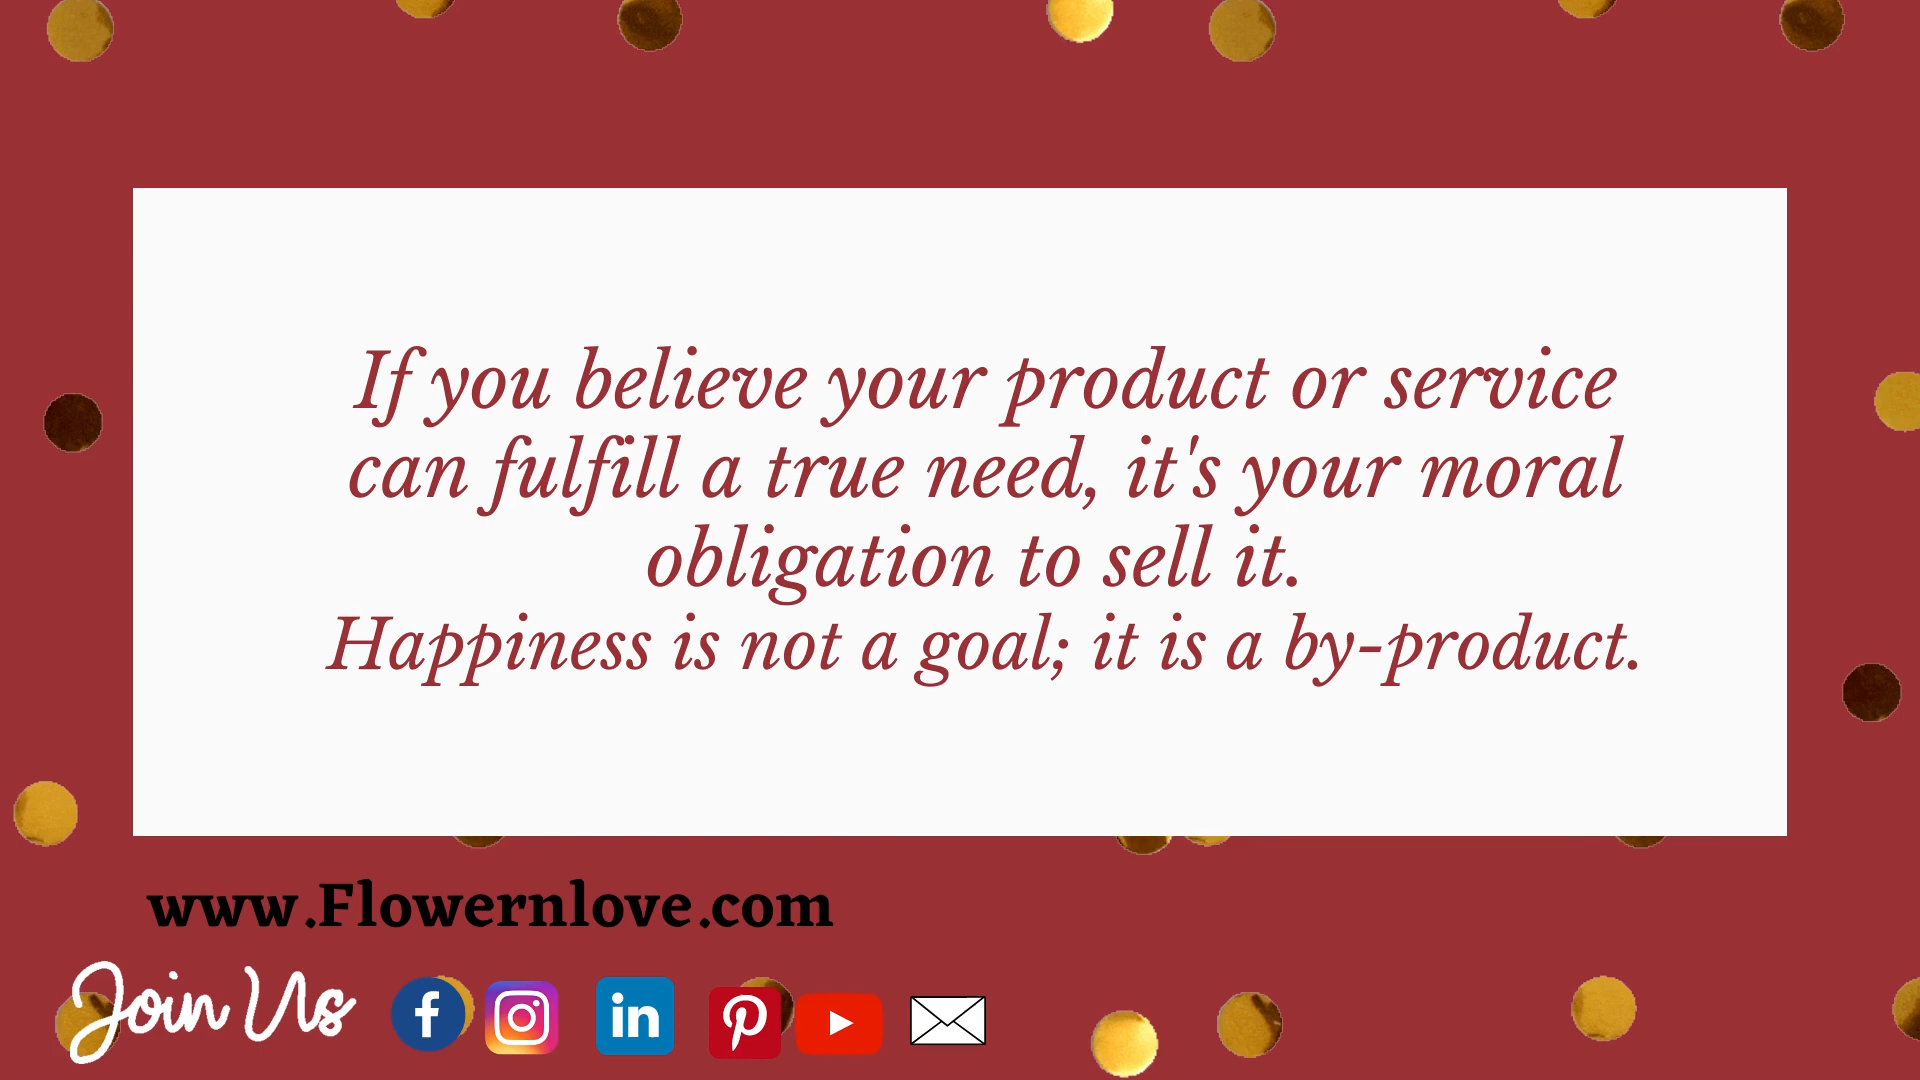 If you believe your product or service
can fulfill a true need, it's your moral
obligation to sell it.
Happiness is not a goal; it is a by-product.
www.Flowernlove.com
Join Us